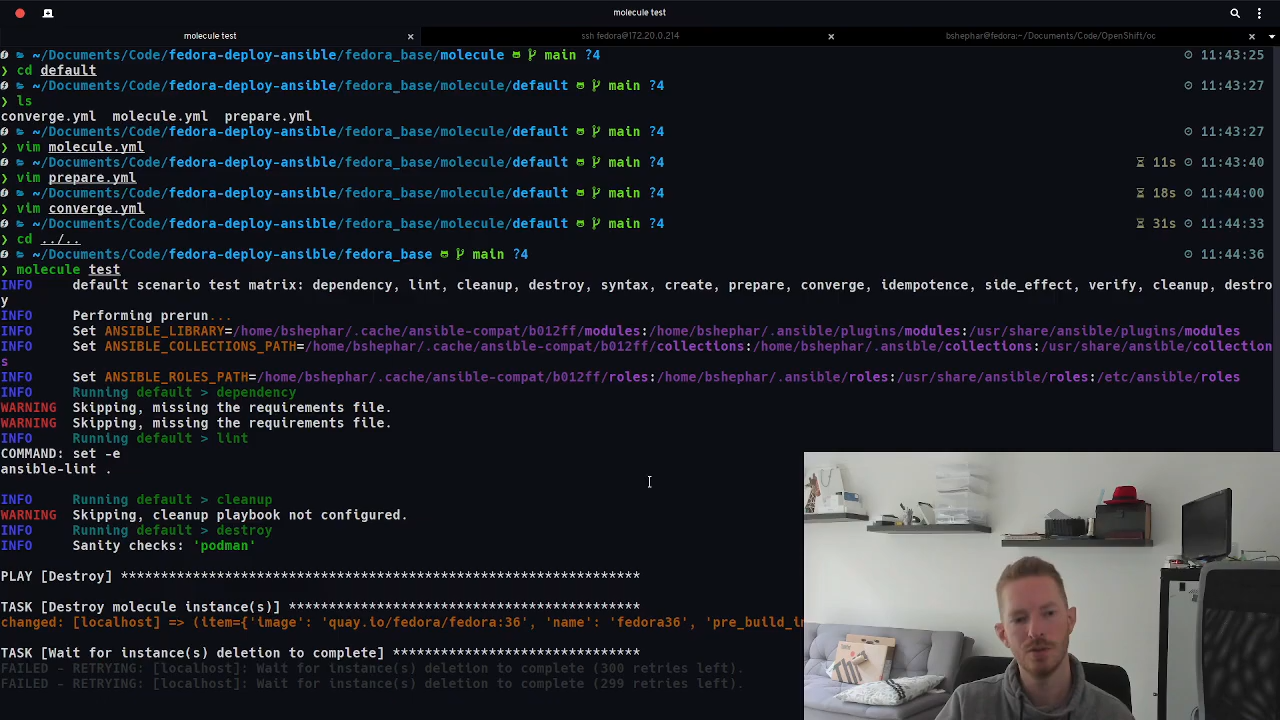 molecule test
molecule test
ssh fedora@172.20.0.214
bshephar@fedora:~/Documents/Code/OpenShift/oc
~/Documents/Code/fedora-deploy-ansible/fedora_base/molecule main ?4 11:43:25
❯ cd default
~/Documents/Code/fedora-deploy-ansible/fedora_base/molecule/default main ?4 11:43:27
❯ ls
converge.yml molecule.yml prepare.yml
~/Documents/Code/fedora-deploy-ansible/fedora_base/molecule/default main ?4 11:43:27
❯ vim molecule.yml
~/Documents/Code/fedora-deploy-ansible/fedora_base/molecule/default main ?4 11s 11:43:40
❯ vim prepare.yml
~/Documents/Code/fedora-deploy-ansible/fedora_base/molecule/default main ?4 18s 11:44:00
❯ vim converge.yml
~/Documents/Code/fedora-deploy-ansible/fedora_base/molecule/default main ?4 31s 11:44:33
❯ cd ../..
~/Documents/Code/fedora-deploy-ansible/fedora_base main ?4 11:44:36
❯ molecule test
INFO default scenario test matrix: dependency, lint, cleanup, destroy, syntax, create, prepare, converge, idempotence, side_effect, verify, cleanup, destro
y
INFO Performing prerun...
INFO Set ANSIBLE_LIBRARY=/home/bshephar/.cache/ansible-compat/b012ff/modules:/home/bshephar/.ansible/plugins/modules:/usr/share/ansible/plugins/modules
INFO Set ANSIBLE_COLLECTIONS_PATH=/home/bshephar/.cache/ansible-compat/b012ff/collections:/home/bshephar/.ansible/collections:/usr/share/ansible/collection
s
INFO Set ANSIBLE_ROLES_PATH=/home/bshephar/.cache/ansible-compat/b012ff/roles:/home/bshephar/.ansible/roles:/usr/share/ansible/roles:/etc/ansible/roles
INFO Running default > dependency
WARNING Skipping, missing the requirements file.
WARNING Skipping, missing the requirements file.
INFO Running default > lint
COMMAND: set -e
ansible-lint .
INFO Running default > cleanup
WARNING Skipping, cleanup playbook not configured.
INFO Running default > destroy
INFO Sanity checks: 'podman'
PLAY [Destroy] *****************************************************************
TASK [Destroy molecule instance(s)] ********************************************
changed: [localhost] => (item={'image': 'quay.io/fedora/fedora:36', 'name': 'fedora36', 'pre_build_i
TASK [Wait for instance(s) deletion to complete] *******************************
FAILED - RETRYING: [localhost]: Wait for instance(s) deletion to complete (300 retries left).
FAILED - RETRYING: [localhost]: Wait for instance(s) deletion to complete (299 retries left).